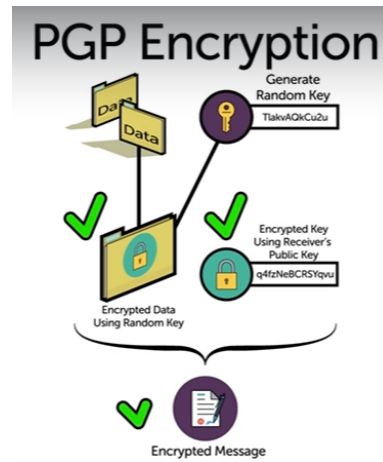 PGP Encryption
Data
Data
Generate
Random Key
TlakvAQkCu2u
Encrypted Key
Using Receiver's
Public Key
q4fzNeBCRSYqvu
Encrypted Data
Using Random Key
Encrypted Message